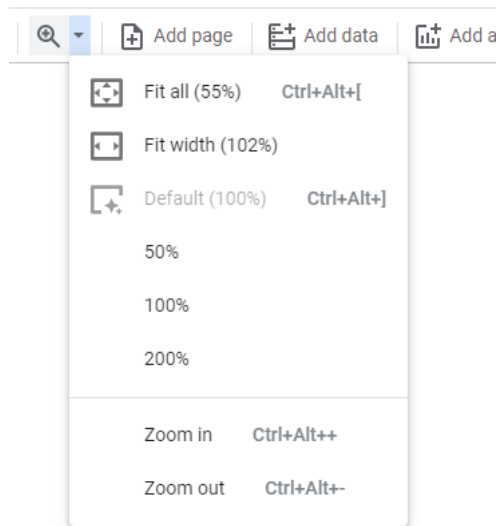 Add page Add data Add a
Fit all (55%) Ctrl+Alt+[
Fit width (102%)
Default (100%) Ctrl+Alt+]
50%
100%
200%
Zoom in Ctrl+Alt++
Zoom out Ctrl+Alt+-